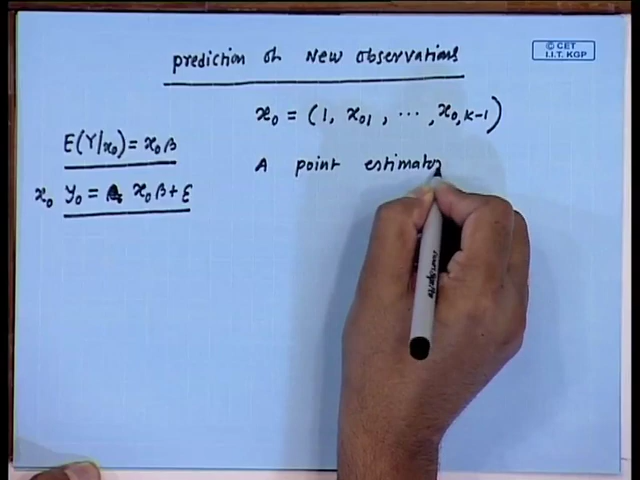 prediction of New observations
© CET
I.I.T. KGP
x₀ = (1, x₀₁, ⋯, x₀,k-1)
E(Y/x₀) = x₀β
A point estimator
x₀ y₀ = x₀β + ε